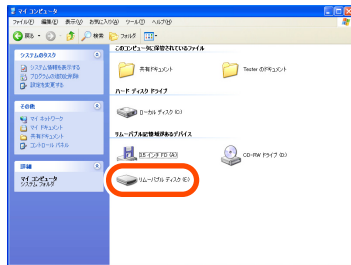 マイ コンピュータ
ファイル(F) 編集(E) 表示(V) お気に入り(A) ツール(T) ヘルプ(H)
戻る 検索 フォルダ
システムのタスク
システム情報を表示する
プログラムの追加と削除
設定を変更する
その他
マイ ネットワーク
マイ ドキュメント
共有ドキュメント
コントロール パネル
詳細
マイ コンピュータ
システム フォルダ
このコンピュータに保存されているファイル
共有ドキュメント Tester のドキュメント
ハード ディスク ドライブ
ローカル ディスク (C:)
リムーバブル記憶域があるデバイス
3.5 インチ FD (A:) CD-RW ドライブ (D:)
リムーバブル ディスク (E:)